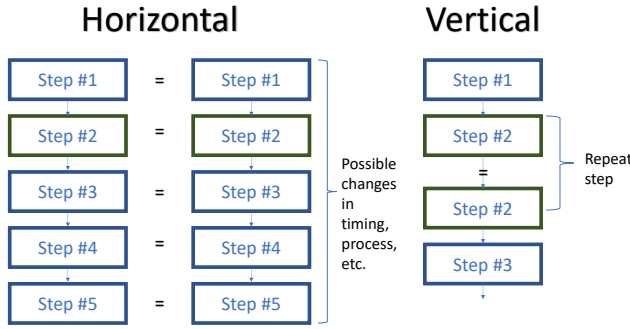 Horizontal
Vertical
Step #1 = Step #1
Step #2 = Step #2
Step #3 = Step #3
Step #4 = Step #4
Step #5 = Step #5
Possible
changes
in
timing,
process,
etc.
Step #1
Step #2
=
Step #2
Step #3
Repeat
step